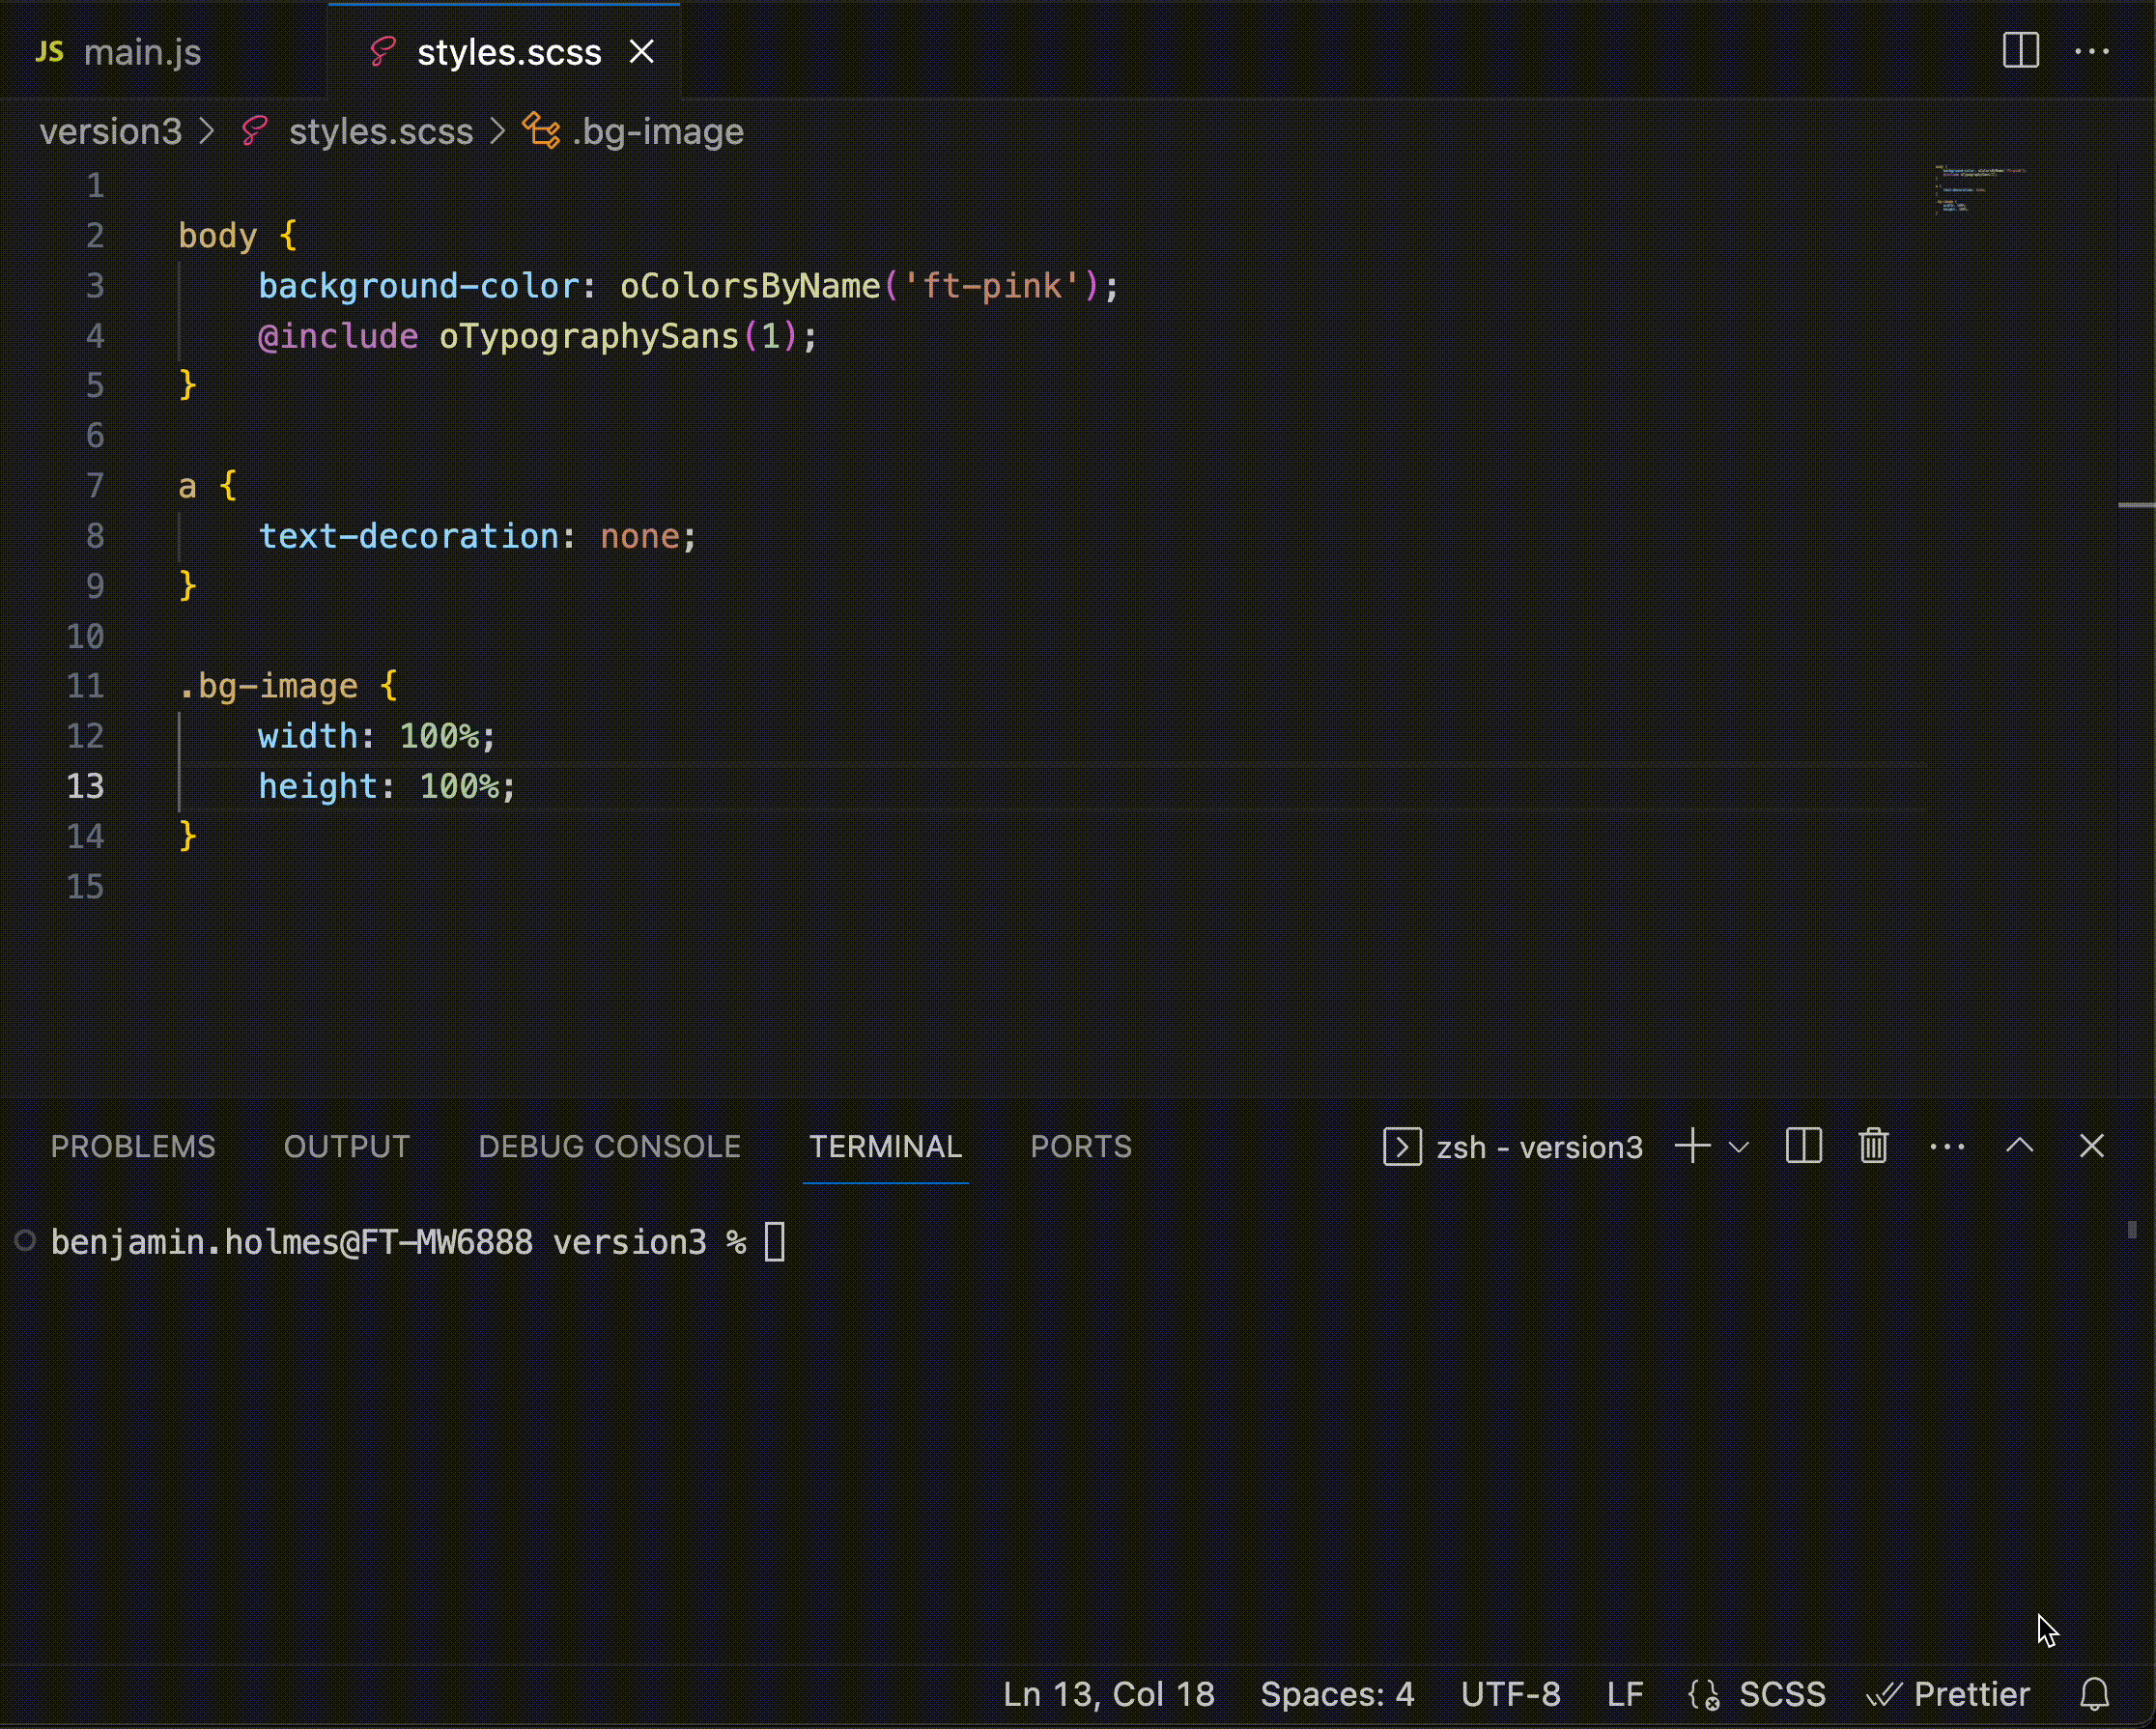 JS main.js styles.scss
version3 > styles.scss > .bg-image
1
2 body {
3 background-color: oColorsByName('ft-pink');
4 @include oTypographySans(1);
5 }
6
7 a {
8 text-decoration: none;
9 }
10
11 .bg-image {
12 width: 100%;
13 height: 100%;
14 }
15
PROBLEMS OUTPUT DEBUG CONSOLE TERMINAL PORTS zsh - version3
benjamin.holmes@FT-MW6888 version3 %
Ln 13, Col 18 Spaces: 4 UTF-8 LF SCSS Prettier